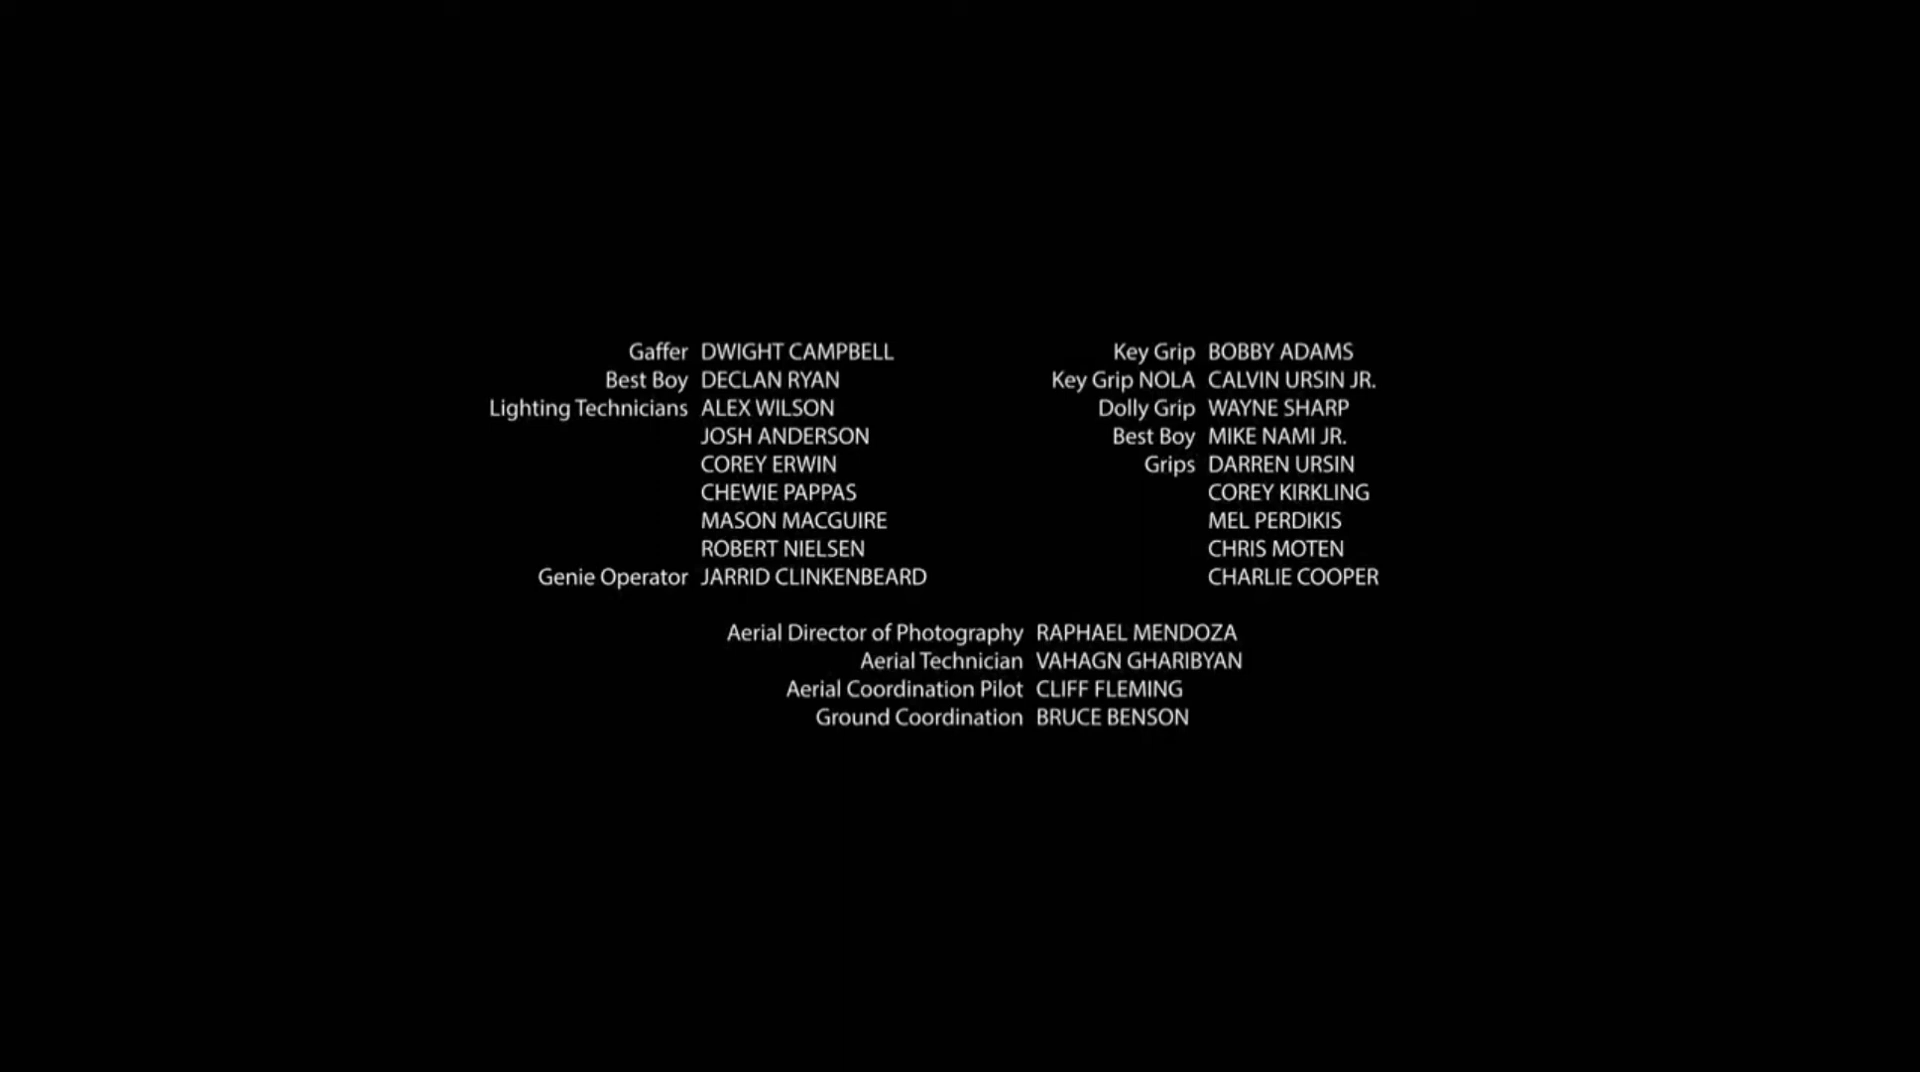 Gaffer DWIGHT CAMPBELL
Best Boy DECLAN RYAN
Lighting Technicians ALEX WILSON
JOSH ANDERSON
COREY ERWIN
CHEWIE PAPPAS
MASON MACGUIRE
ROBERT NIELSEN
Genie Operator JARRID CLINKENBEARD
Key Grip BOBBY ADAMS
Key Grip NOLA CALVIN URSIN JR.
Dolly Grip WAYNE SHARP
Best Boy MIKE NAMI JR.
Grips DARREN URSIN
COREY KIRKLING
MEL PERDIKIS
CHRIS MOTEN
CHARLIE COOPER
Aerial Director of Photography RAPHAEL MENDOZA
Aerial Technician VAHAGN GHARIBYAN
Aerial Coordination Pilot CLIFF FLEMING
Ground Coordination BRUCE BENSON